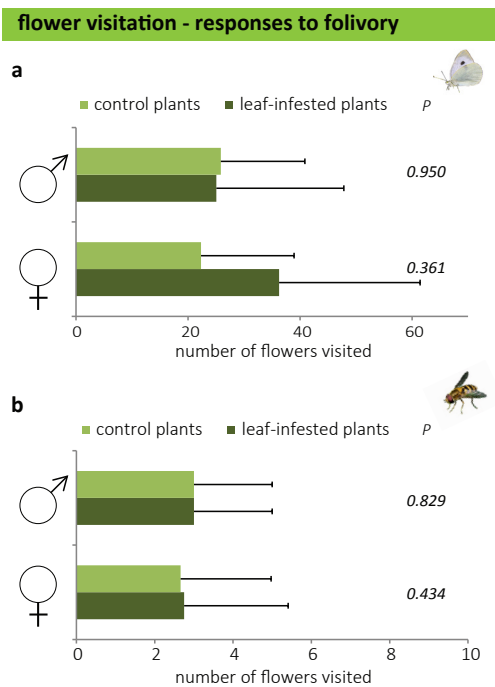 flower visitation - responses to folivory
a
control plants leaf-infested plants P
0.950
0.361
0 20 40 60
number of flowers visited
b
control plants leaf-infested plants P
0.829
0.434
0 2 4 6 8 10
number of flowers visited